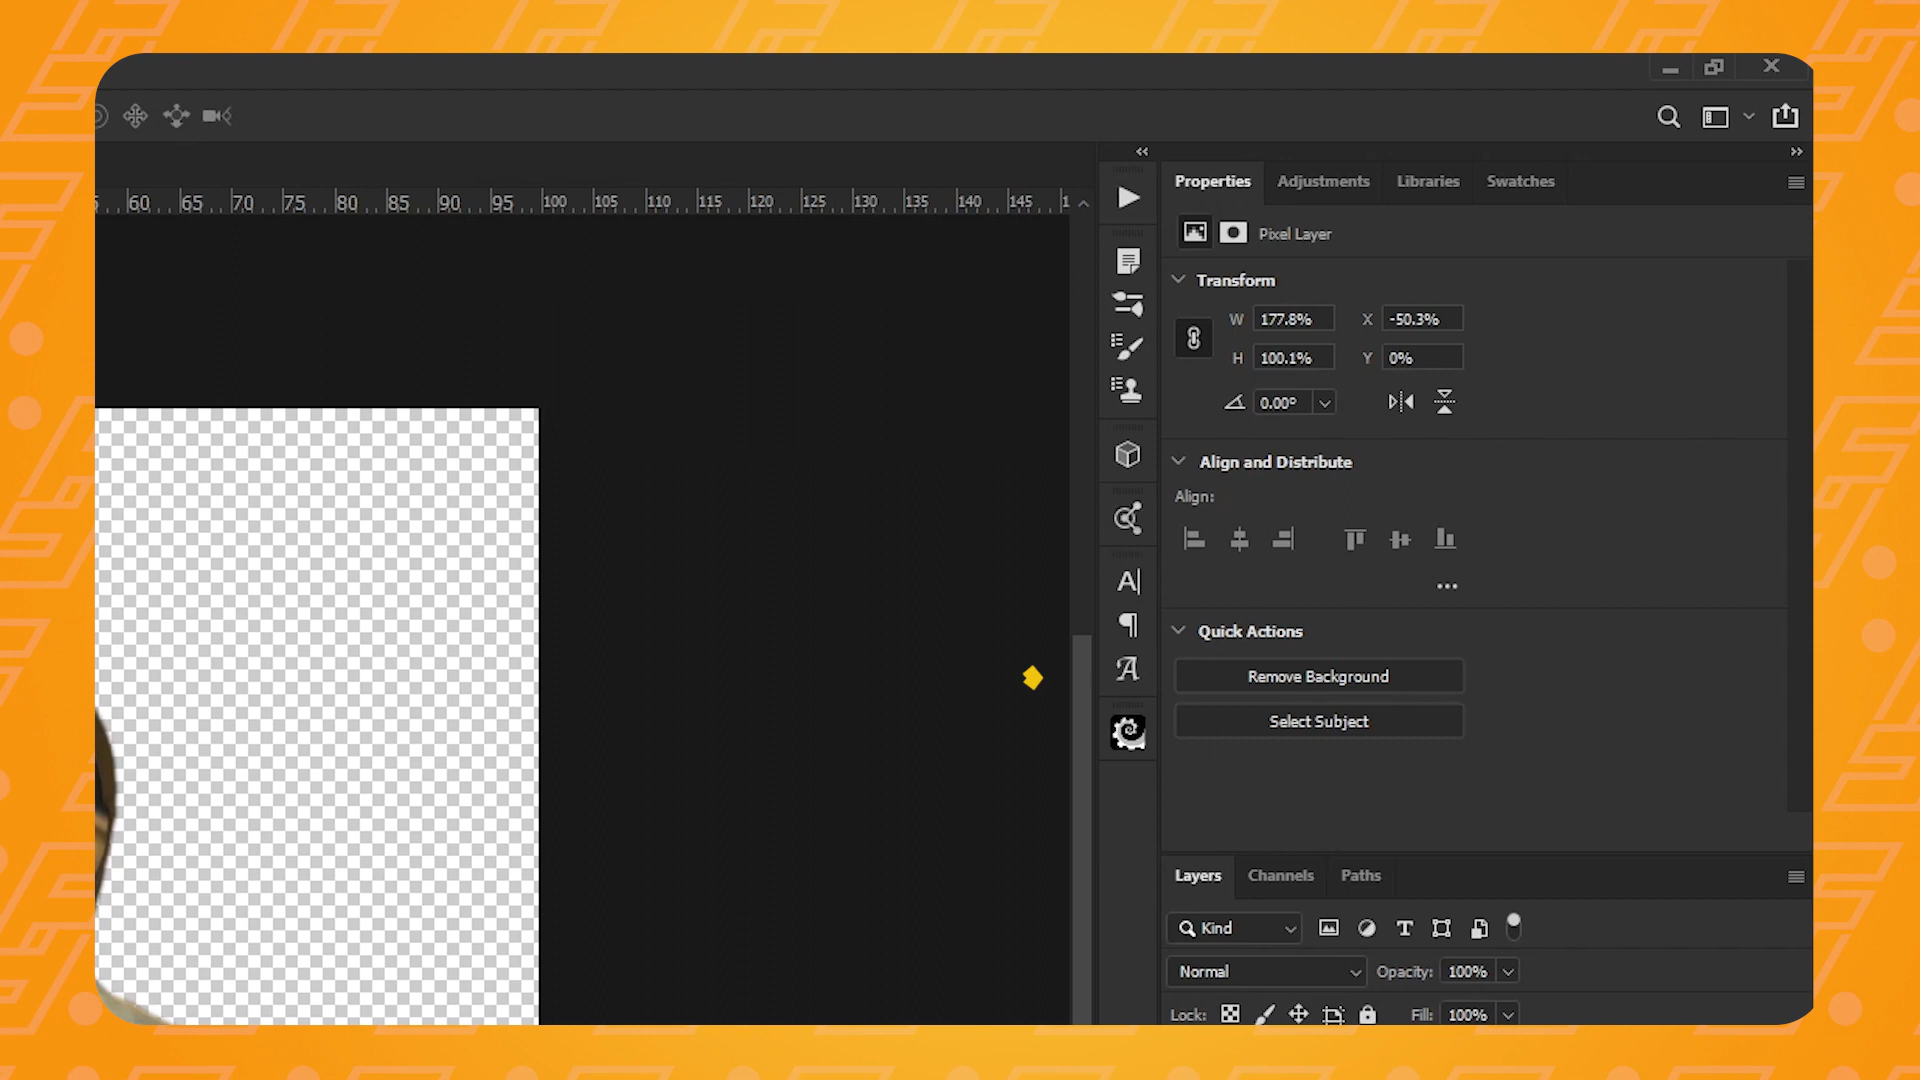 60 65 70 75 80 85 90 95 100 105 110 115 120 125 130 135 140 145 1
Properties Adjustments Libraries Swatches
Pixel Layer
Transform
W 177.8% X -50.3%
H 100.1% Y 0%
0.00°
Align and Distribute
Align:
Quick Actions
Remove Background
Select Subject
Layers Channels Paths
Kind
Normal Opacity: 100%
Lock: Fill: 100%